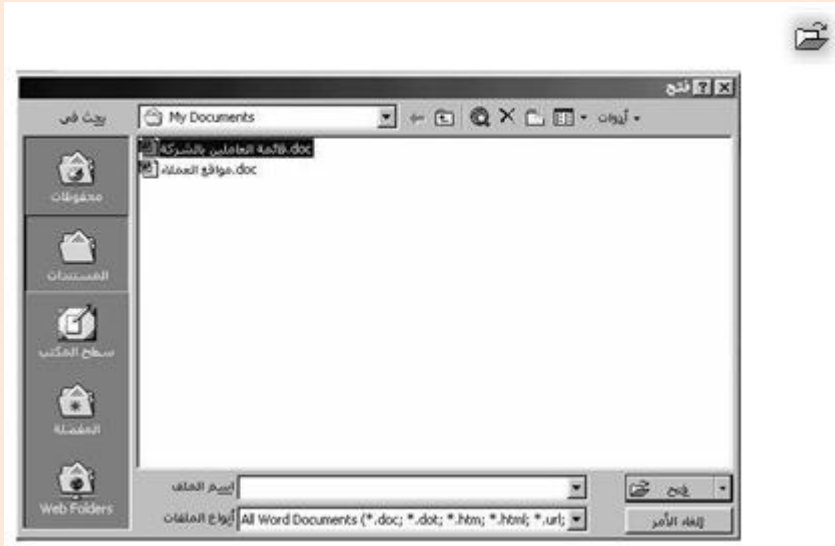 فتح
بحث في My Documents أدوات
قائمة العاملين بالشركة.doc
مواقع العملاء.doc
محفوظات
المستندات
سطح المكتب
المفضلة
Web Folders
اسم الملف
فتح
أنواع الملفات All Word Documents (*.doc; *.dot; *.htm; *.html; *.url;
إلغاء الأمر